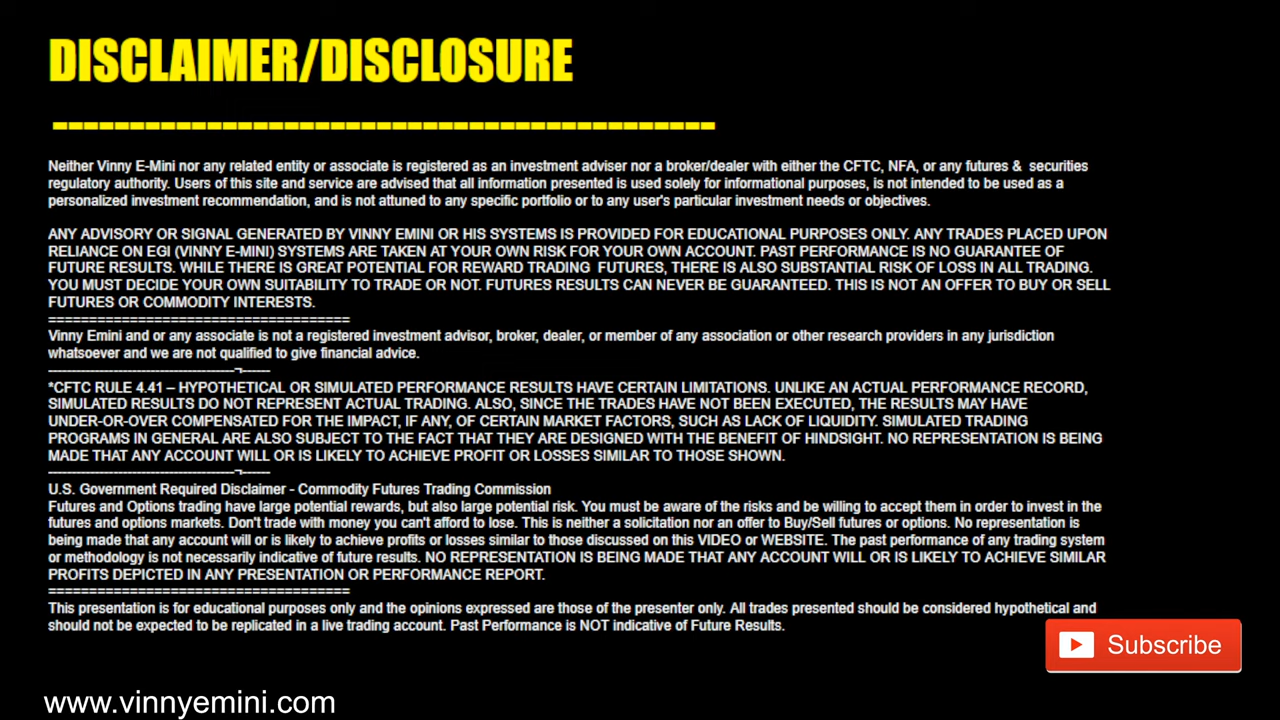 DISCLAIMER/DISCLOSURE
-------------------------------------------
Neither Vinny E-Mini nor any related entity or associate is registered as an investment adviser nor a broker/dealer with either the CFTC, NFA, or any futures & securities
regulatory authority. Users of this site and service are advised that all information presented is used solely for informational purposes, is not intended to be used as a
personalized investment recommendation, and is not attuned to any specific portfolio or to any user's particular investment needs or objectives.
ANY ADVISORY OR SIGNAL GENERATED BY VINNY EMINI OR HIS SYSTEMS IS PROVIDED FOR EDUCATIONAL PURPOSES ONLY. ANY TRADES PLACED UPON
RELIANCE ON EGI (VINNY E-MINI) SYSTEMS ARE TAKEN AT YOUR OWN RISK FOR YOUR OWN ACCOUNT. PAST PERFORMANCE IS NO GUARANTEE OF
FUTURE RESULTS. WHILE THERE IS GREAT POTENTIAL FOR REWARD TRADING FUTURES, THERE IS ALSO SUBSTANTIAL RISK OF LOSS IN ALL TRADING.
YOU MUST DECIDE YOUR OWN SUITABILITY TO TRADE OR NOT. FUTURES RESULTS CAN NEVER BE GUARANTEED. THIS IS NOT AN OFFER TO BUY OR SELL
FUTURES OR COMMODITY INTERESTS.
=====================================
Vinny Emini and or any associate is not a registered investment advisor, broker, dealer, or member of any association or other research providers in any jurisdiction
whatsoever and we are not qualified to give financial advice.
----------------------------------------¬------
*CFTC RULE 4.41 – HYPOTHETICAL OR SIMULATED PERFORMANCE RESULTS HAVE CERTAIN LIMITATIONS. UNLIKE AN ACTUAL PERFORMANCE RECORD,
SIMULATED RESULTS DO NOT REPRESENT ACTUAL TRADING. ALSO, SINCE THE TRADES HAVE NOT BEEN EXECUTED, THE RESULTS MAY HAVE
UNDER-OR-OVER COMPENSATED FOR THE IMPACT, IF ANY, OF CERTAIN MARKET FACTORS, SUCH AS LACK OF LIQUIDITY. SIMULATED TRADING
PROGRAMS IN GENERAL ARE ALSO SUBJECT TO THE FACT THAT THEY ARE DESIGNED WITH THE BENEFIT OF HINDSIGHT. NO REPRESENTATION IS BEING
MADE THAT ANY ACCOUNT WILL OR IS LIKELY TO ACHIEVE PROFIT OR LOSSES SIMILAR TO THOSE SHOWN.
----------------------------------------¬------
U.S. Government Required Disclaimer - Commodity Futures Trading Commission
Futures and Options trading have large potential rewards, but also large potential risk. You must be aware of the risks and be willing to accept them in order to invest in the
futures and options markets. Don't trade with money you can't afford to lose. This is neither a solicitation nor an offer to Buy/Sell futures or options. No representation is
being made that any account will or is likely to achieve profits or losses similar to those discussed on this VIDEO or WEBSITE. The past performance of any trading system
or methodology is not necessarily indicative of future results. NO REPRESENTATION IS BEING MADE THAT ANY ACCOUNT WILL OR IS LIKELY TO ACHIEVE SIMILAR
PROFITS DEPICTED IN ANY PRESENTATION OR PERFORMANCE REPORT.
=====================================
This presentation is for educational purposes only and the opinions expressed are those of the presenter only. All trades presented should be considered hypothetical and
should not be expected to be replicated in a live trading account. Past Performance is NOT indicative of Future Results.
Subscribe
www.vinnyemini.com